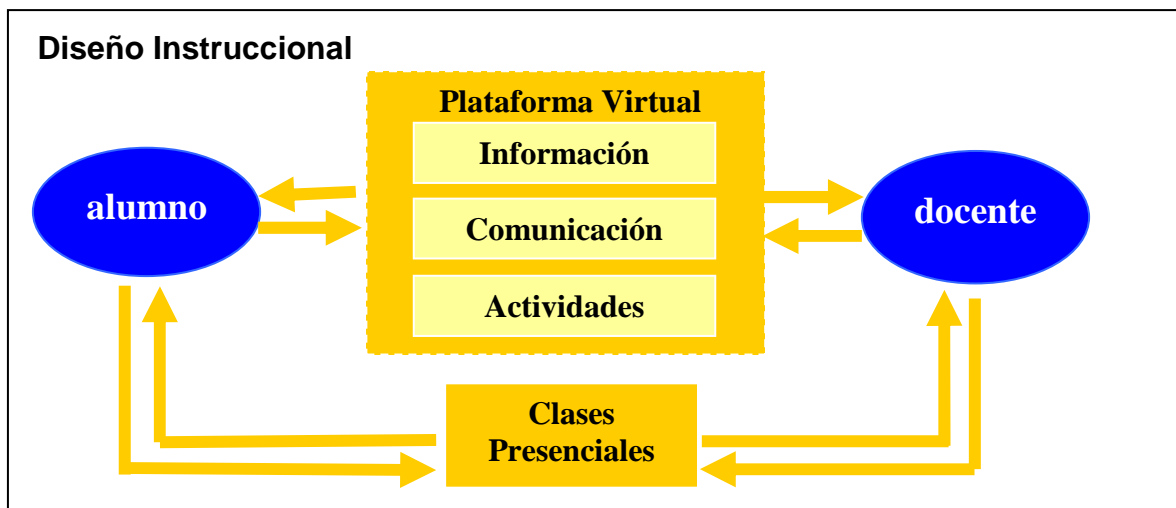 Diseño Instruccional
Plataforma Virtual
Información
alumno
Comunicación
docente
Actividades
Clases
Presenciales